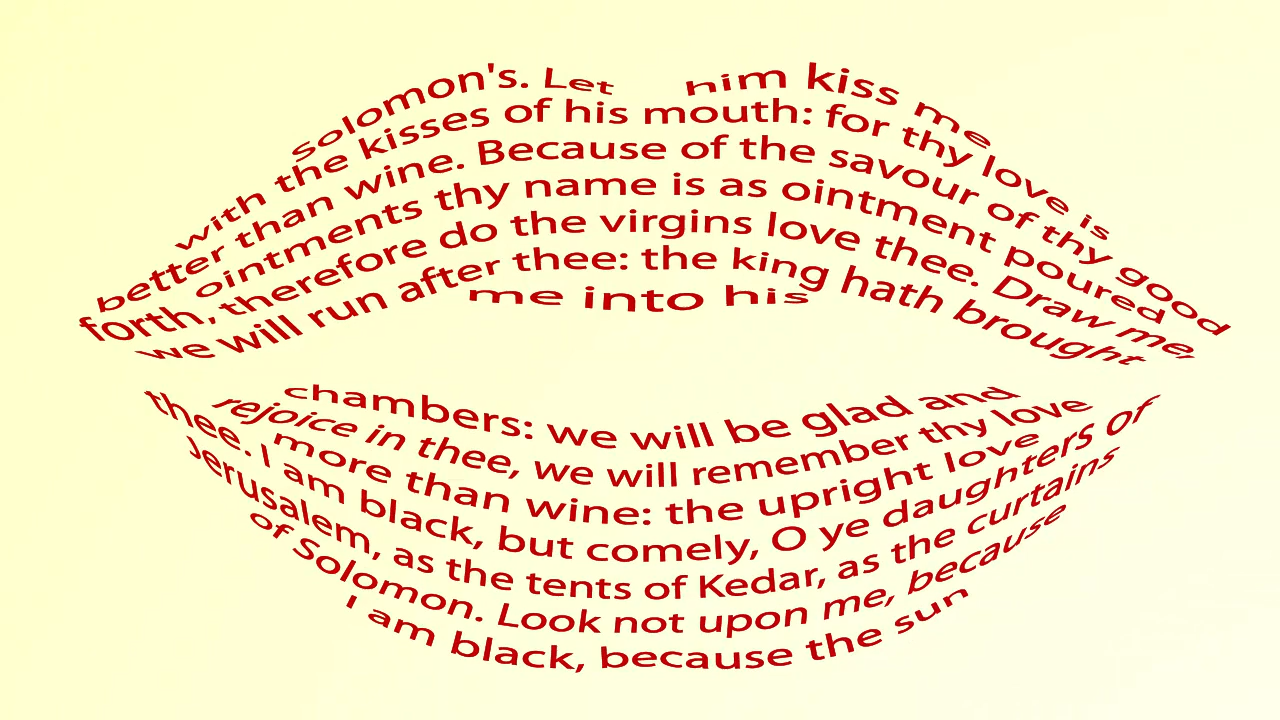 solomon's. Let him kiss me
with the kisses of his mouth: for thy love is
better than wine. Because of the savour of thy good
ointments thy name is as ointment poured
forth, therefore do the virgins love thee. Draw me,
we will run after thee: the king hath brought
me into his
chambers: we will be glad and
rejoice in thee, we will remember thy love
more than wine: the upright love
thee. I am black, but comely, O ye daughters of
Jerusalem, as the tents of Kedar, as the curtains
of Solomon. Look not upon me, because
I am black, because the sun